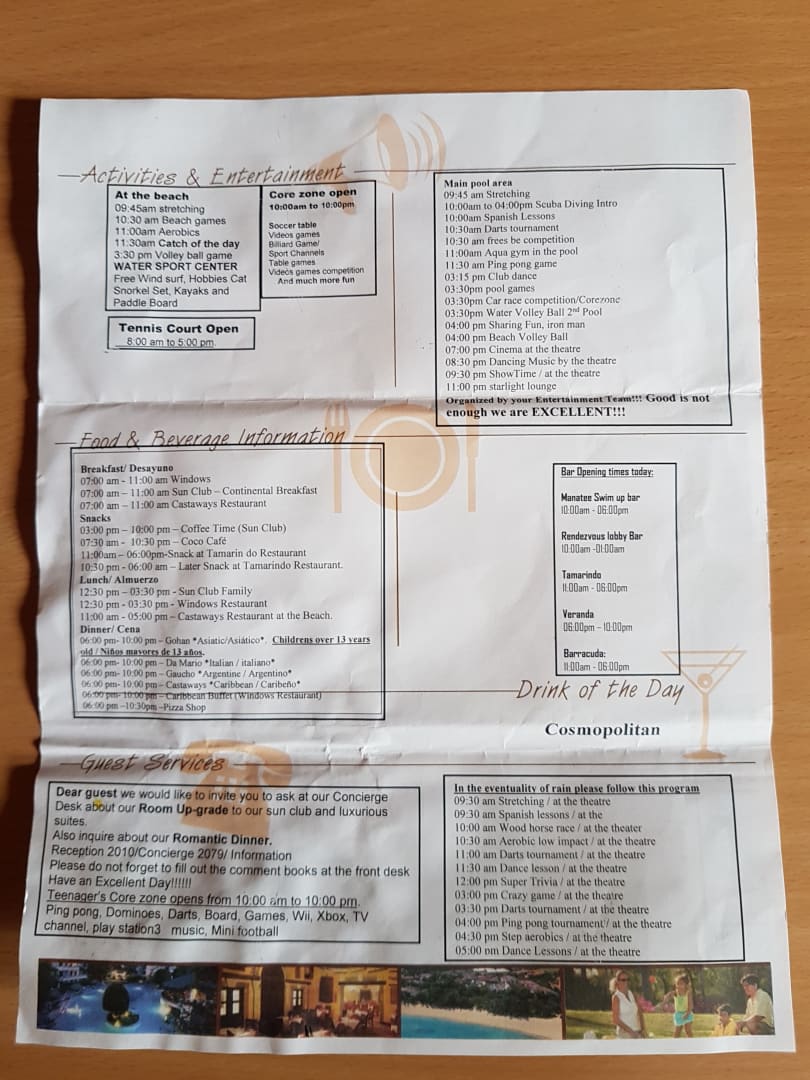 Activities & Entertainment
At the beach
09:45am stretching
10:30 am Beach games
11:00am Aerobics
11:30am Catch of the day
3:30 pm Volley ball game
WATER SPORT CENTER
Free Wind surf, Hobbies Cat
Snorkel Set, Kayaks and
Paddle Board
Core zone open
10:00am to 10:00pm
Soccer table
Videos games
Billiard Game/
Sport Channels
Table games
Videos games competition
And much more fun
Tennis Court Open
8:00 am to 5:00 pm.
Main pool area
09:45 am Stretching
10:00am to 04:00pm Scuba Diving Intro
10:00am Spanish Lessons
10:30am Darts tournament
10:30 am frees be competition
11:00am Aqua gym in the pool
11:30 am Ping pong game
03:15 pm Club dance
03:30pm pool games
03:30pm Car race competition/Corezone
03:30pm Water Volley Ball 2nd Pool
04:00 pm Sharing Fun, iron man
04:00 pm Beach Volley Ball
07:00 pm Cinema at the theatre
08:30 pm Dancing Music by the theatre
09:30 pm ShowTime / at the theatre
11:00 pm starlight lounge
Organized by your Entertainment Team!!! Good is not
enough we are EXCELLENT!!!
Food & Beverage Information
Breakfast/ Desayuno
07:00 am - 11:00 am Windows
07:00 am – 11:00 am Sun Club – Continental Breakfast
07:00 am – 11:00 am Castaways Restaurant
Snacks
03:00 pm – 10:00 pm – Coffee Time (Sun Club)
07:30 am - 10:30 pm – Coco Café
11:00am – 06:00pm-Snack at Tamarin do Restaurant
10:30 pm - 06:00 am – Later Snack at Tamarindo Restaurant.
Lunch/ Almuerzo
12:30 pm – 03:30 pm - Sun Club Family
12:30 pm - 03:30 pm - Windows Restaurant
11:00 am - 05:00 pm – Castaways Restaurant at the Beach.
Dinner/ Cena
06:00 pm- 10:00 pm – Gohan *Asiatic/Asiático*. Childrens over 13 years
old / Niños mayores de 13 años.
06:00 pm- 10:00 pm – Da Mario *Italian / italiano*
06:00 pm- 10:00 pm – Gaucho *Argentine / Argentino*
06:00 pm- 10:00 pm – Castaways *Caribbean / Caribeño*
06:00 pm- 10:00 pm – Caribbean Buffet (Windows Restaurant)
06:00 pm –10:30pm –Pizza Shop
Bar Opening times today:
Manatee Swim up bar
10:00am - 06:00pm
Rendezvous lobby Bar
10:00am -01:00am
Tamarindo
11:00am - 06:00pm
Veranda
06:00pm – 10:00pm
Barracuda:
11:00am - 06:00pm
Drink of the Day
Cosmopolitan
Guest Services
Dear guest we would like to invite you to ask at our Concierge
Desk about our Room Up-grade to our sun club and luxurious
suites.
Also inquire about our Romantic Dinner.
Reception 2010/Concierge 2079/ Information
Please do not forget to fill out the comment books at the front desk
Have an Excellent Day!!!!!!
Teenager's Core zone opens from 10:00 am to 10:00 pm.
Ping pong, Dominoes, Darts, Board, Games, Wii, Xbox, TV
channel, play station3 music, Mini football
In the eventuality of rain please follow this program
09:30 am Stretching / at the theatre
09:30 am Spanish lessons / at the
10:00 am Wood horse race / at the theater
10:30 am Aerobic low impact / at the theatre
11:00 am Darts tournament / at the theatre
11:30 am Dance lesson / at the theatre
12:00 pm Super Trivia / at the theatre
03:00 pm Crazy game / at the theatre
03:30 pm Darts tournament / at the theatre
04:00 pm Ping pong tournament/ at the theatre
04:30 pm Step aerobics / at the theatre
05:00 pm Dance Lessons / at the theatre